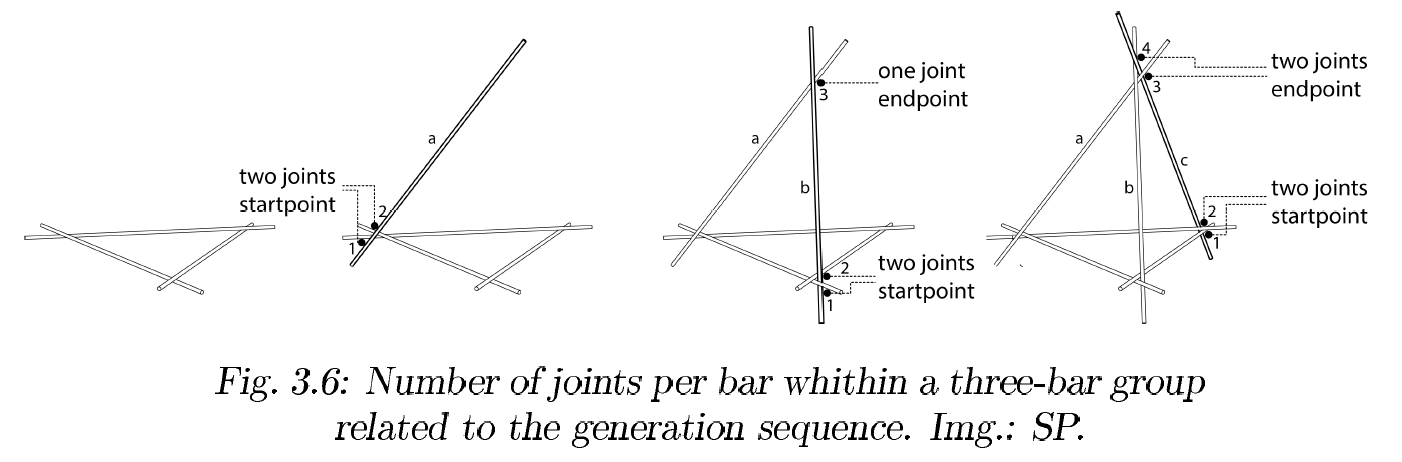 two joints
startpoint
1
2
a
one joint
endpoint
3
a
b
two joints
startpoint
2
1
two joints
endpoint
4
3
a
b
c
two joints
startpoint
2
1
Fig. 3.6: Number of joints per bar whithin a three-bar group
related to the generation sequence. Img.: SP.